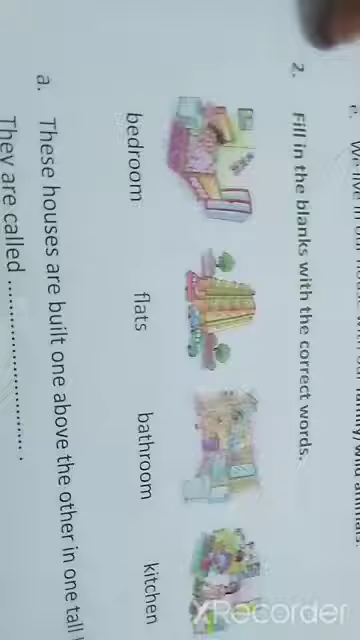 2. Fill in the blanks with the correct words.
bedroom flats bathroom kitchen
a. These houses are built one above the other in one tall
They are called ........................ .
XRecorder